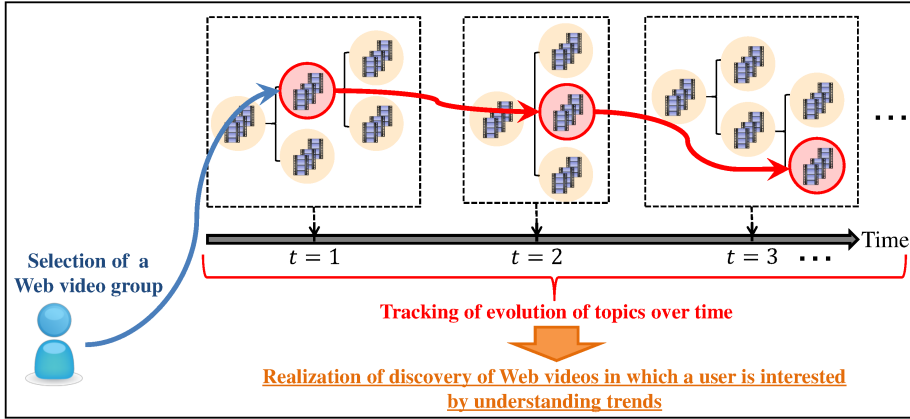 ...
Time
t = 1
t = 2
t = 3
...
Selection of a
Web video group
Tracking of evolution of topics over time
Realization of discovery of Web videos in which a user is interested
by understanding trends